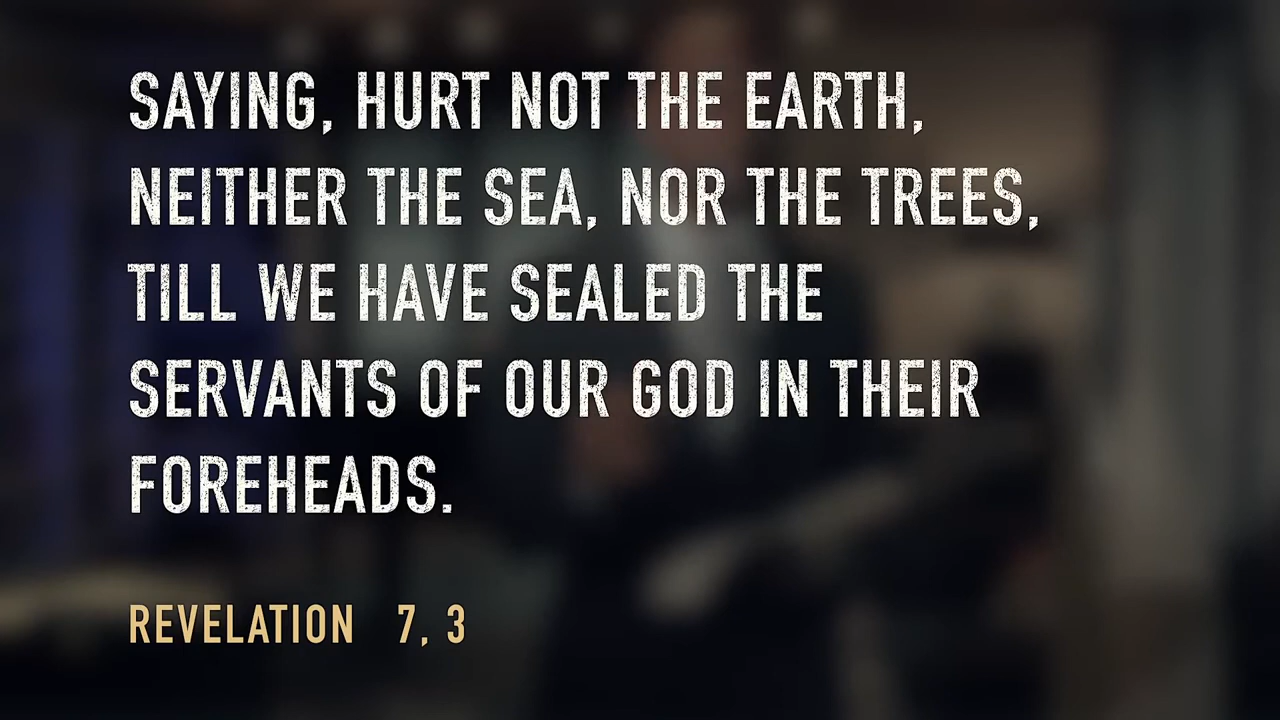 SAYING, HURT NOT THE EARTH,
NEITHER THE SEA, NOR THE TREES,
TILL WE HAVE SEALED THE
SERVANTS OF OUR GOD IN THEIR
FOREHEADS.
REVELATION 7, 3